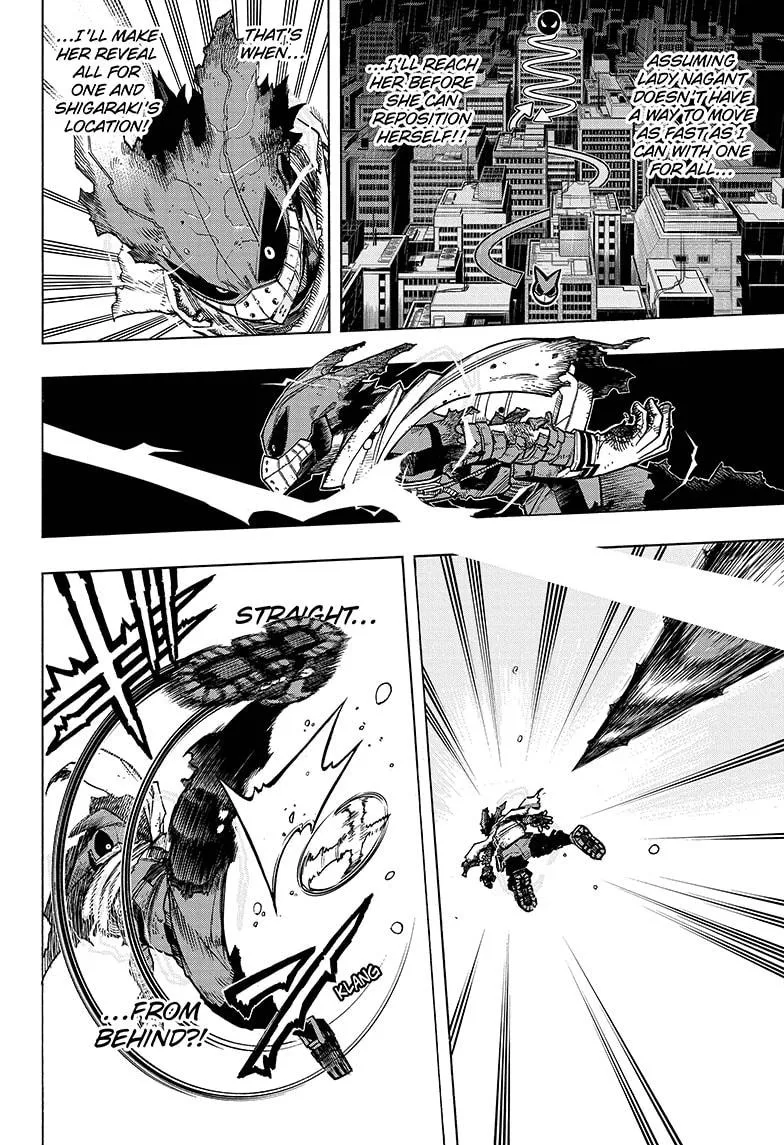 ASSUMING
LADY NAGANT
DOESN'T HAVE
A WAY TO MOVE
AS FAST AS I
CAN WITH ONE
FOR ALL...
...I'LL REACH
HER BEFORE
SHE CAN
REPOSITION
HERSELF!!
THAT'S
WHEN...
...I'LL MAKE
HER REVEAL
ALL FOR
ONE AND
SHIGARAKI'S
LOCATION!
STRAIGHT...
KLANG
...FROM
BEHIND?!